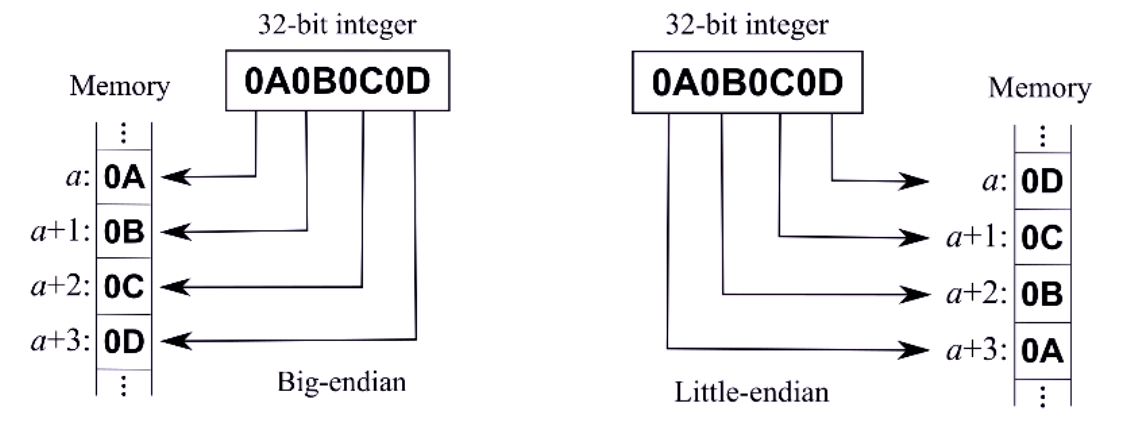 32-bit integer
0A0B0C0D
Memory
⋮
a: 0A
a+1: 0B
a+2: 0C
a+3: 0D
⋮
Big-endian
32-bit integer
0A0B0C0D
Memory
⋮
a: 0D
a+1: 0C
a+2: 0B
a+3: 0A
⋮
Little-endian